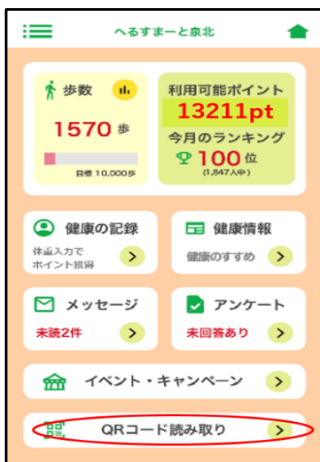 へるすまーと泉北
歩数
1570 歩
目標 10,000歩
利用可能ポイント
13211pt
今月のランキング
100位
(1,847人中)
健康の記録
体重入力で
ポイント獲得
健康情報
健康のすすめ
メッセージ
未読2件
アンケート
未回答あり
イベント・キャンペーン
QRコード読み取り